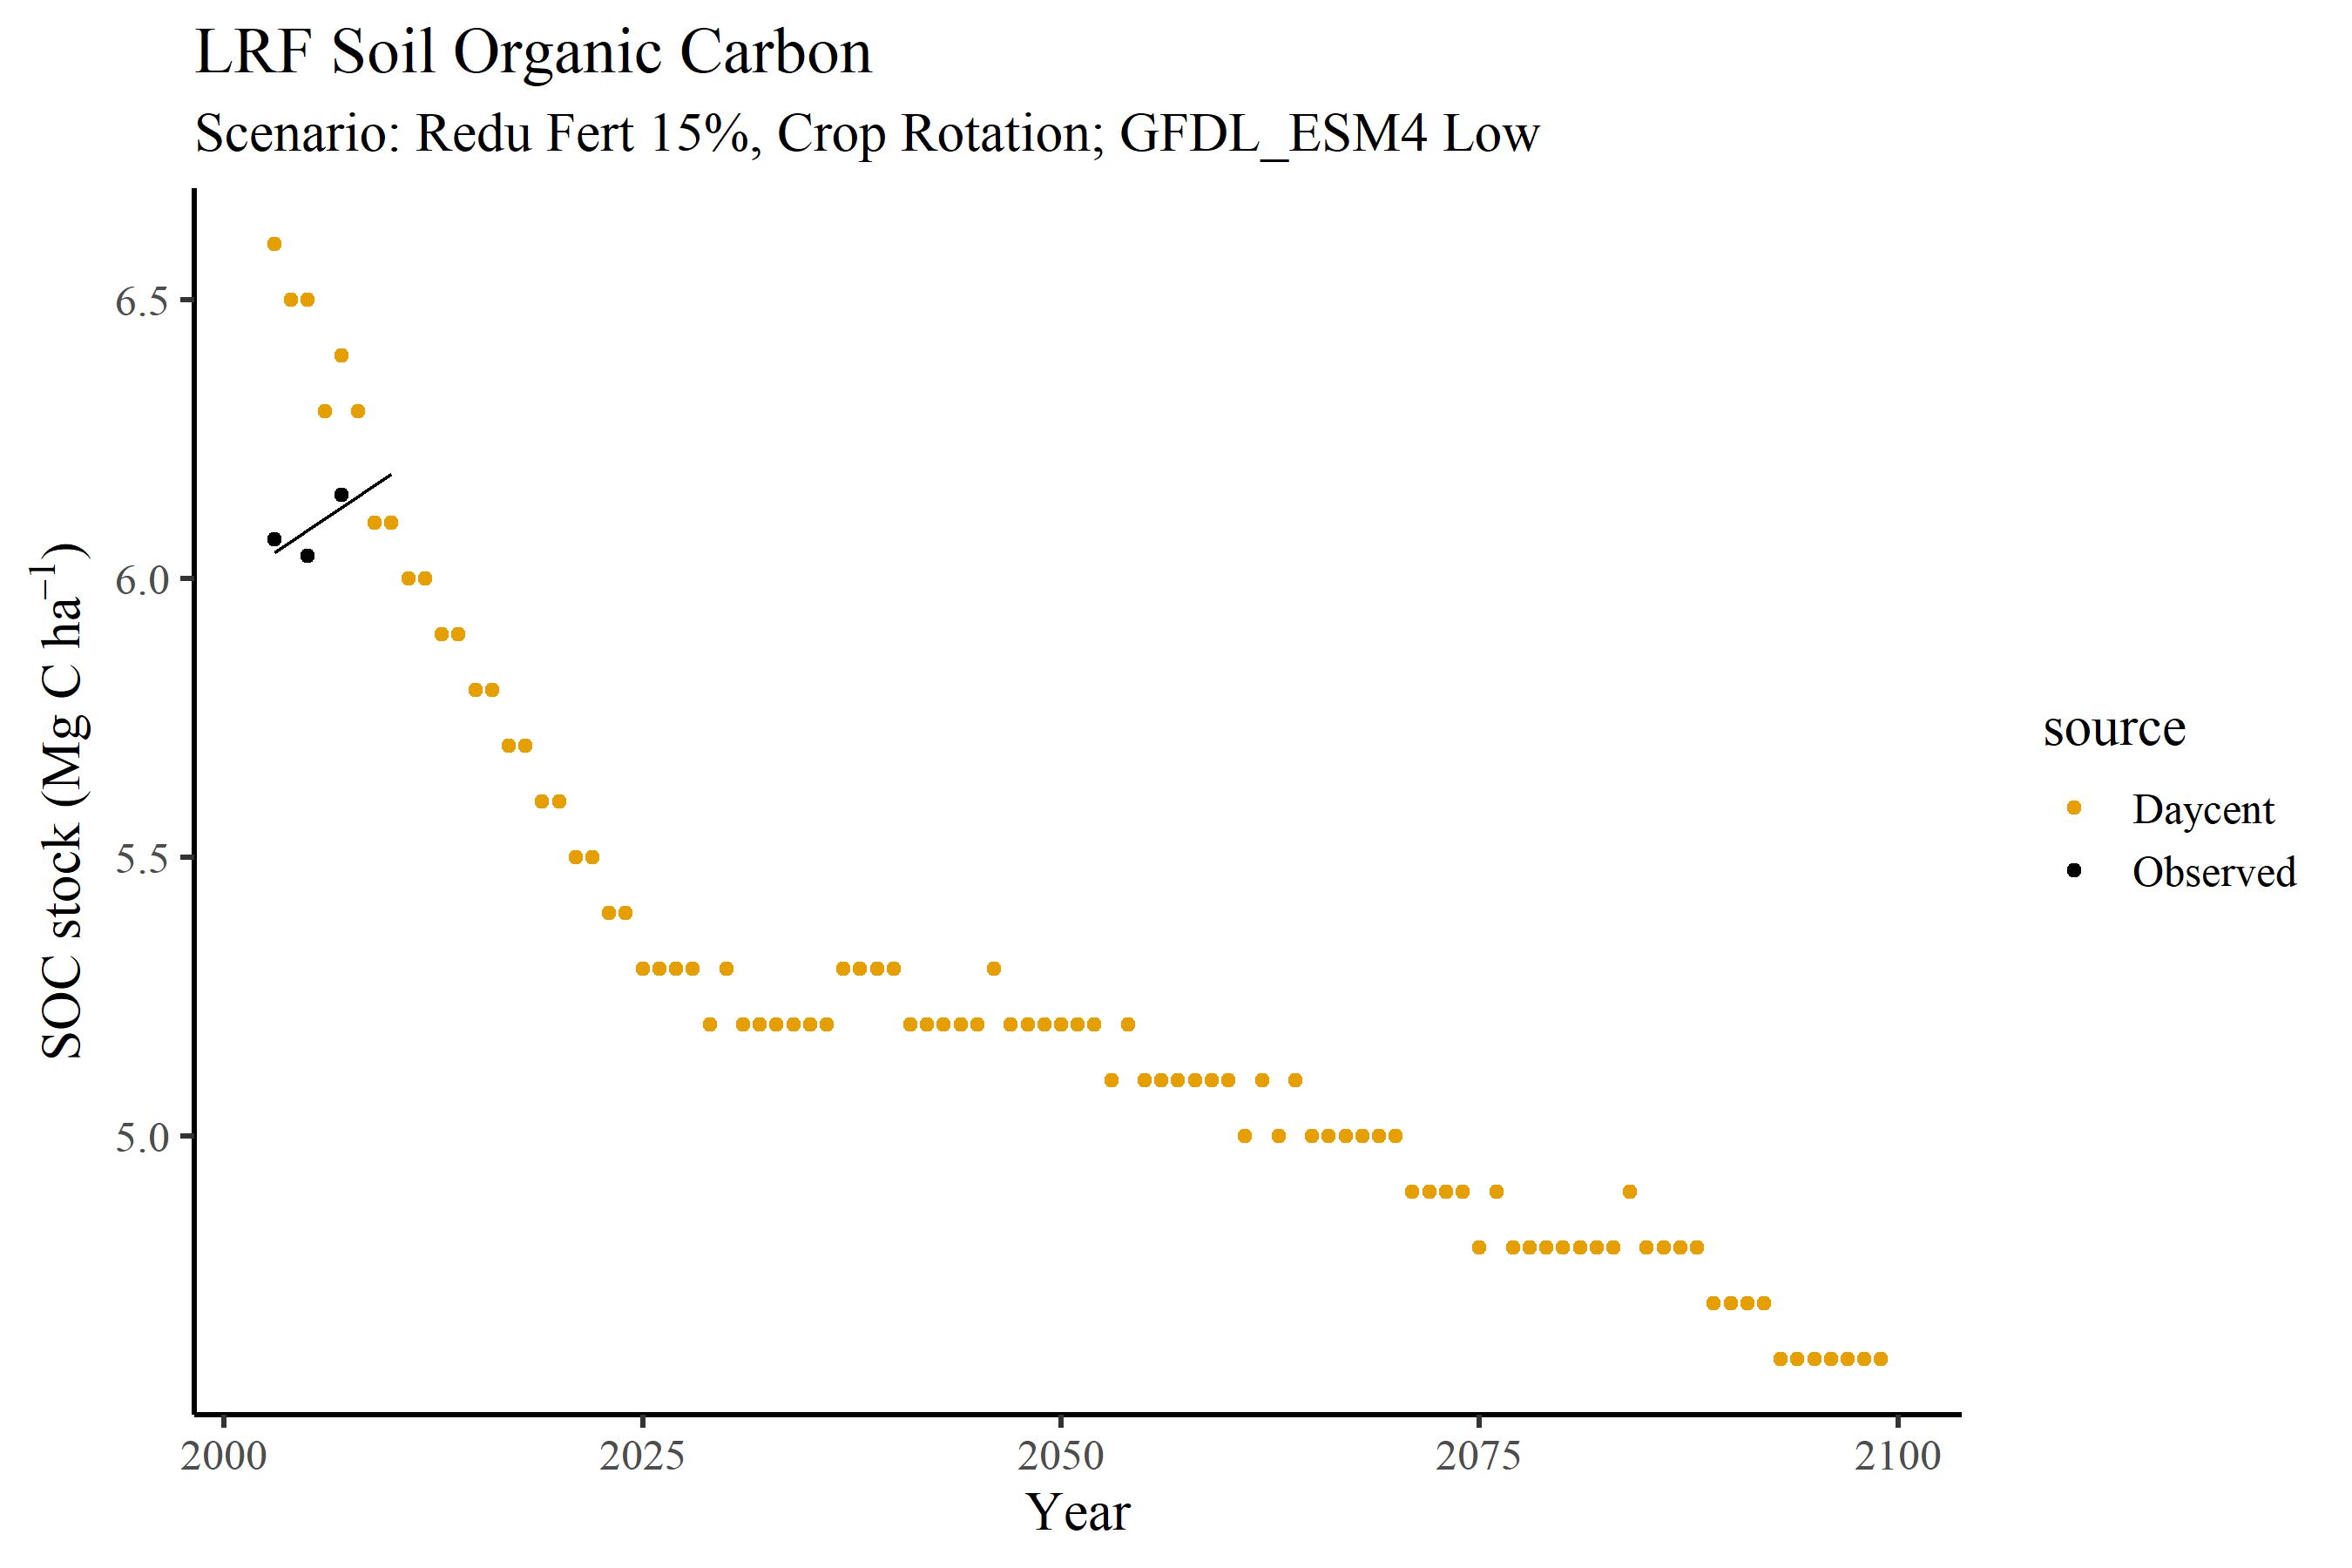 LRF Soil Organic Carbon
Scenario: Redu Fert 15%, Crop Rotation; GFDL_ESM4 Low
SOC stock (Mg C ha⁻¹)
6.5
6.0
5.5
5.0
2000 2025 2050 2075 2100
Year
source
Daycent
Observed